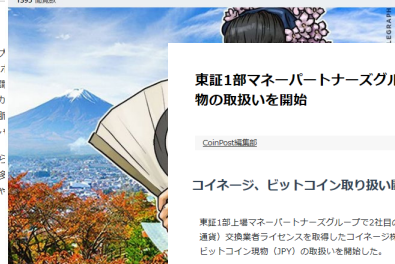 東証1部マネーパートナーズグル
物の取扱いを開始
CoinPost編集部
コイネージ、ビットコイン取り扱い開
東証1部上場マネーパートナーズグループで2社目の
通貨）交換業者ライセンスを取得したコイネージ株
ビットコイン現物（JPY）の取扱いを開始した。